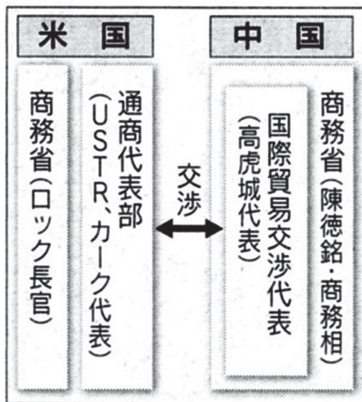 米国
中国
商務省(ロック長官)
通商代表部
(USTR、カーク代表)
交渉
国際貿易交渉代表
(高虎城代表)
商務省(陳徳銘・商務相)